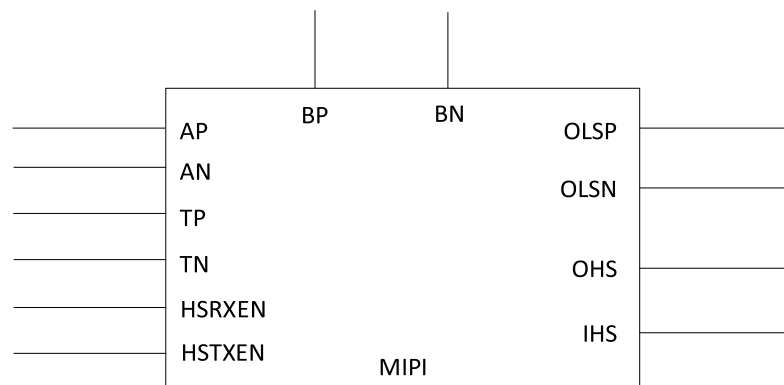 BP
BN
AP
OLSP
AN
OLSN
TP
TN
OHS
HSRXEN
IHS
HSTXEN
MIPI